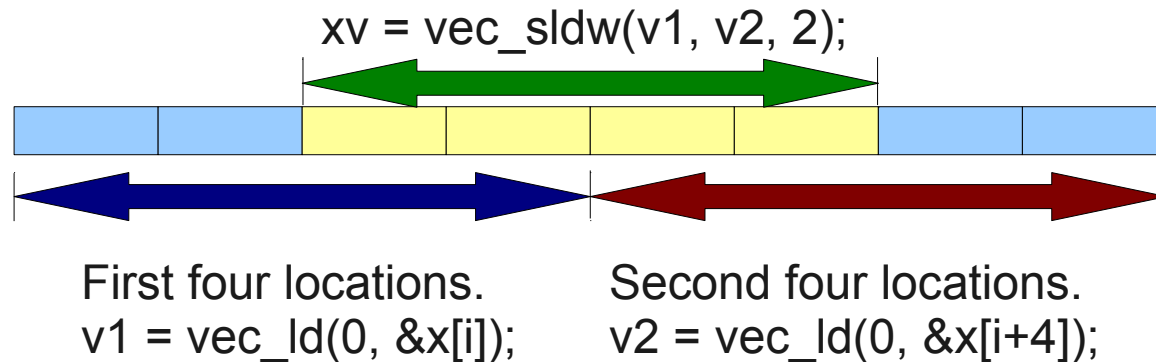 xv = vec_sldw(v1, v2, 2);
First four locations.
v1 = vec_ld(0, &x[i]);
Second four locations.
v2 = vec_ld(0, &x[i+4]);